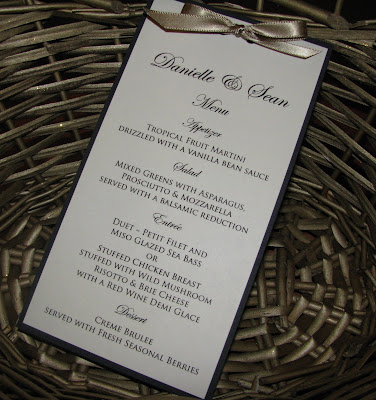 Danielle & Sean
Menu
Appetizer
Tropical Fruit Martini
drizzled with a vanilla bean sauce
Salad
Mixed Greens with Asparagus,
Prosciutto & Mozzarella
served with a balsamic reduction
Entrée
Duet – Petit Filet and
Miso Glazed Sea Bass
or
Stuffed Chicken Breast
stuffed with Wild Mushroom
Risotto & Brie Cheese
with a Red Wine Demi Glace
Dessert
Creme Brulee
served with Fresh Seasonal Berries